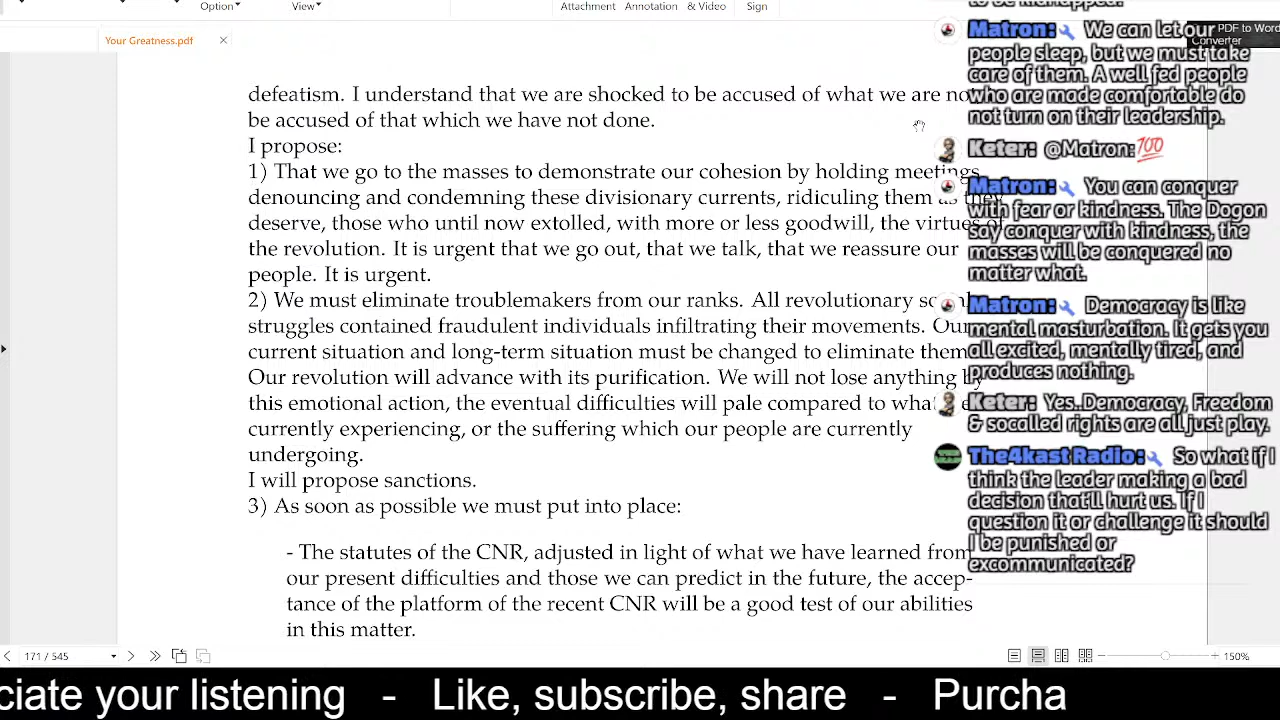 Option
View
Attachment
Annotation
& Video
Sign
Your Greatness.pdf
PDF to Word
Converter
defeatism. I understand that we are shocked to be accused of what we are not
be accused of that which we have not done.
I propose:
1) That we go to the masses to demonstrate our cohesion by holding meetings
denouncing and condemning these divisionary currents, ridiculing them as they
deserve, those who until now extolled, with more or less goodwill, the virtues of
the revolution. It is urgent that we go out, that we talk, that we reassure our
people. It is urgent.
2) We must eliminate troublemakers from our ranks. All revolutionary
struggles contained fraudulent individuals infiltrating their movements. Our
current situation and long-term situation must be changed to eliminate them
Our revolution will advance with its purification. We will not lose anything by
this emotional action, the eventual difficulties will pale compared to what
currently experiencing, or the suffering which our people are currently
undergoing.
I will propose sanctions.
3) As soon as possible we must put into place:
- The statutes of the CNR, adjusted in light of what we have learned from
our present difficulties and those we can predict in the future, the accep-
tance of the platform of the recent CNR will be a good test of our abilities
in this matter.
to be kidnapped.
Matron: We can let our
people sleep, but we must take
care of them. A well fed people
who are made comfortable do
not turn on their leadership.
Keter: @Matron: 100
Matron: You can conquer
with fear or kindness. The Dogon
say conquer with kindness, the
masses will be conquered no
matter what.
Matron: Democracy is like
mental masturbation. It gets you
all excited, mentally tired, and
produces nothing.
Keter: Yes..Democracy, Freedom
& socalled rights are all just play.
The4kast Radio: So what if I
think the leader making a bad
decision that'll hurt us. If I
question it or challenge it should
I be punished or
excommunicated?
171 / 545
150%
ciate your listening - Like, subscribe, share - Purcha